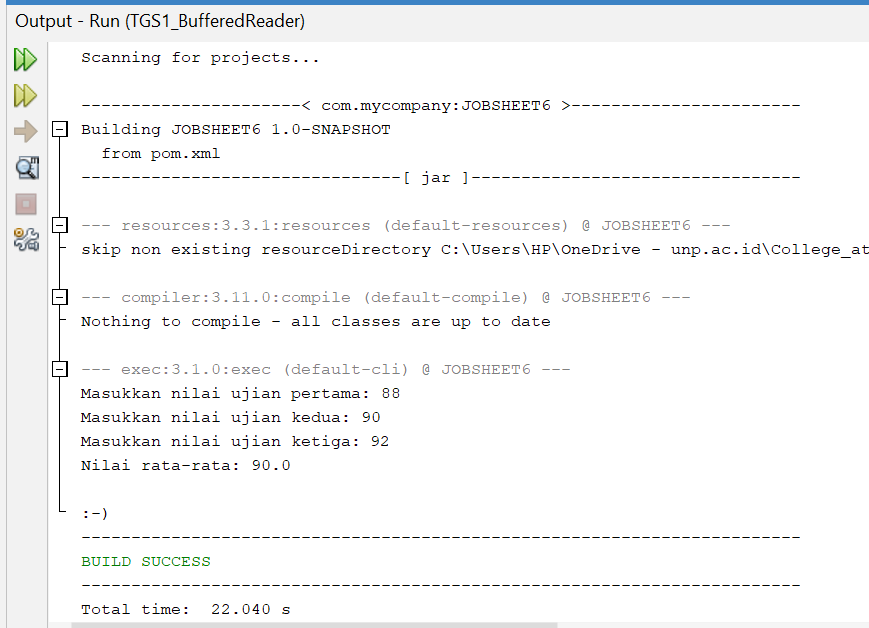 Output - Run (TGS1_BufferedReader)
Scanning for projects...
----------------------< com.mycompany:JOBSHEET6 >-----------------------
Building JOBSHEET6 1.0-SNAPSHOT
  from pom.xml
--------------------------------[ jar ]---------------------------------
--- resources:3.3.1:resources (default-resources) @ JOBSHEET6 ---
skip non existing resourceDirectory C:\Users\HP\OneDrive - unp.ac.id\College_at
--- compiler:3.11.0:compile (default-compile) @ JOBSHEET6 ---
Nothing to compile - all classes are up to date
--- exec:3.1.0:exec (default-cli) @ JOBSHEET6 ---
Masukkan nilai ujian pertama: 88
Masukkan nilai ujian kedua: 90
Masukkan nilai ujian ketiga: 92
Nilai rata-rata: 90.0
:-)
------------------------------------------------------------------------
BUILD SUCCESS
------------------------------------------------------------------------
Total time:  22.040 s